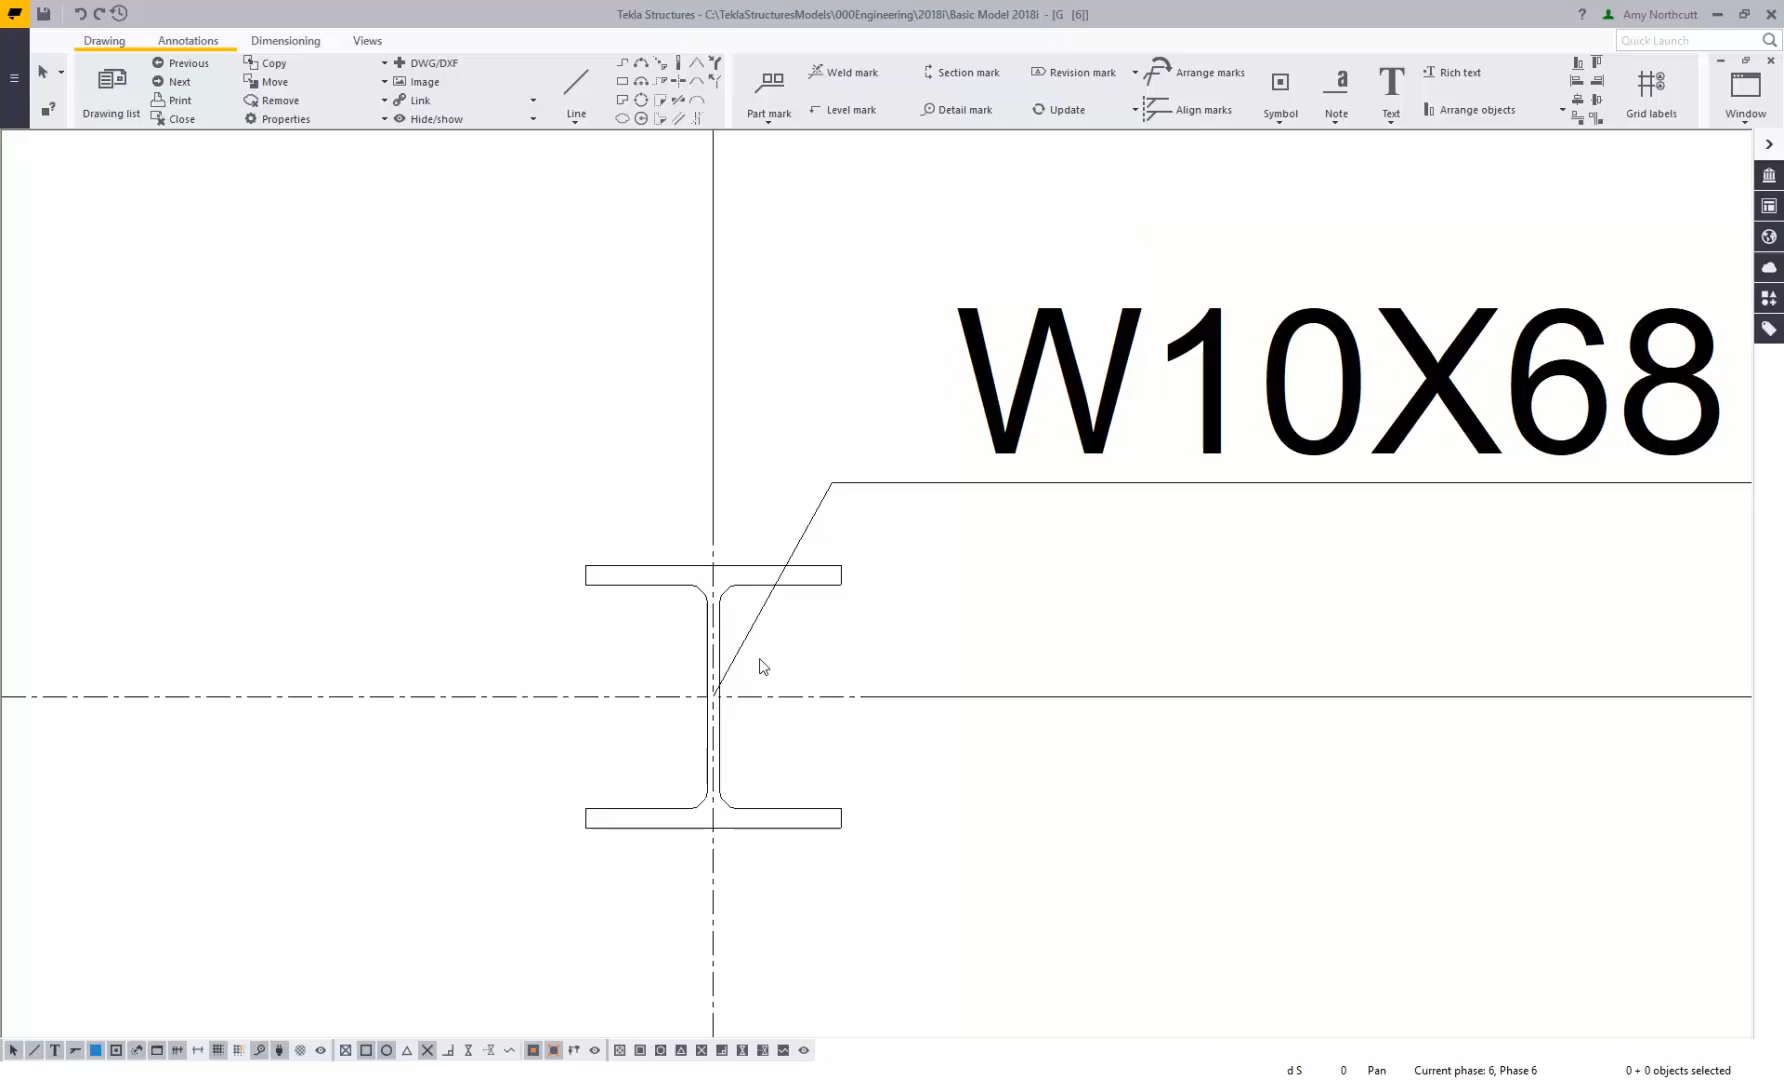 Tekla Structures - C:\TeklaStructuresModels\000Engineering\2018i\Basic Model 2018i - [G [6]]
? Amy Northcutt
Drawing Annotations Dimensioning Views
Quick Launch
Drawing list
Previous
Next
Print
Close
Copy
Move
Remove
Properties
DWG/DXF
Image
Link
Hide/show
Line
Part mark
Weld mark
Level mark
Section mark
Detail mark
Revision mark
Update
Arrange marks
Align marks
Symbol
a
Note
T
Text
Rich text
Arrange objects
Grid labels
Window
W10X68
d S 0 Pan Current phase: 6, Phase 6 0 + 0 objects selected